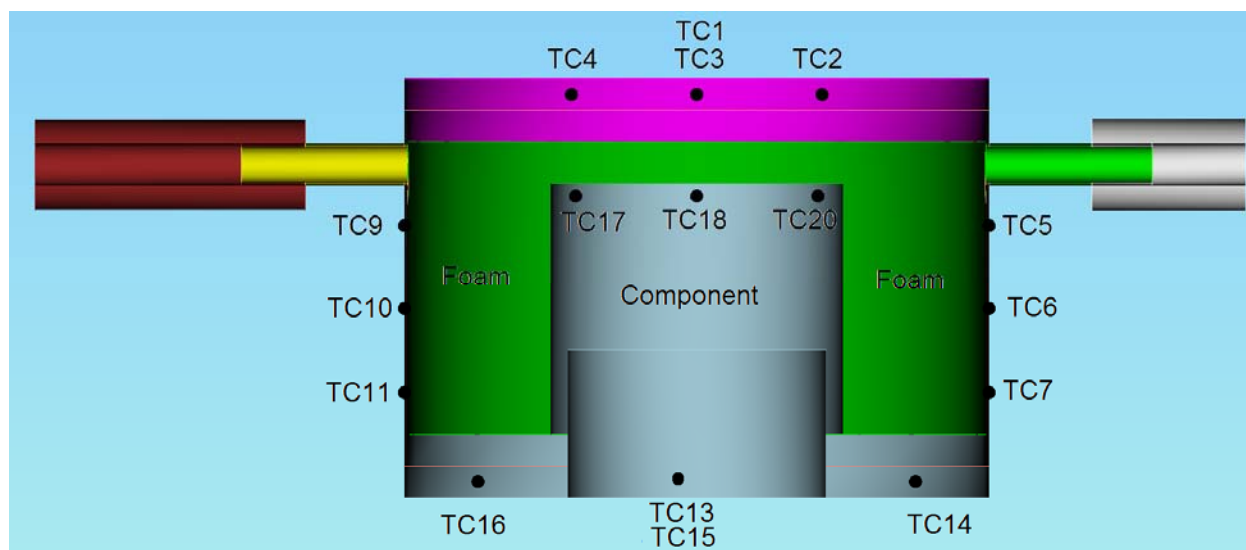 TC1
TC4 TC3 TC2
TC17 TC18 TC20
TC9 TC5
Foam Foam
Component
TC10 TC6
TC11 TC7
TC16 TC13 TC14
TC15